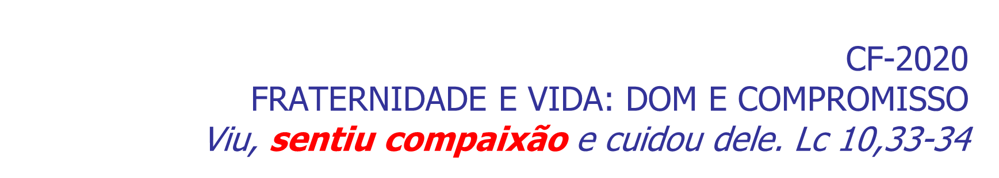 CF-2020
FRATERNIDADE E VIDA: DOM E COMPROMISSO
Viu, sentiu compaixão e cuidou dele. Lc 10,33-34